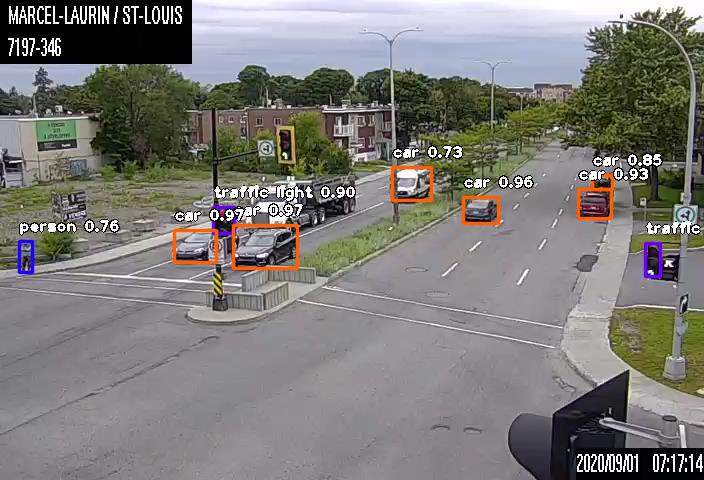 MARCEL-LAURIN / ST-LOUIS
7197-346
car 0.73
car 0.85
car 0.93
car 0.96
traffic light 0.90
car 0.97
car 0.97
person 0.76
traffic
2020/09/01 07:17:14